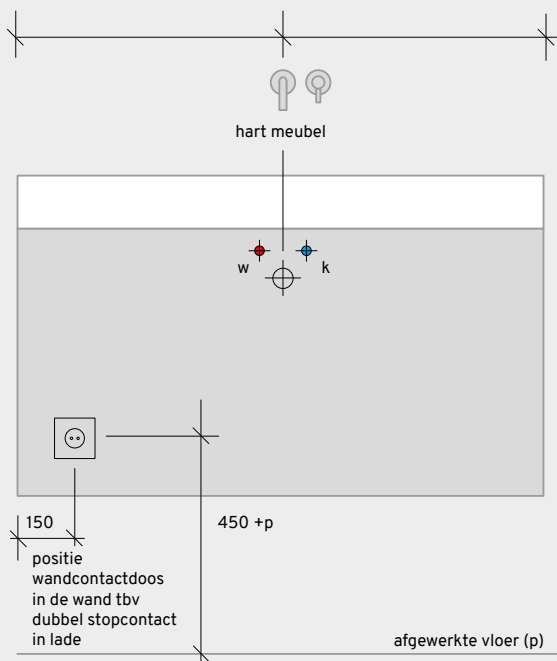 hart meubel
w
k
150
450 +p
positie
wandcontactdoos
in de wand tbv
dubbel stopcontact
in lade
afgewerkte vloer (p)